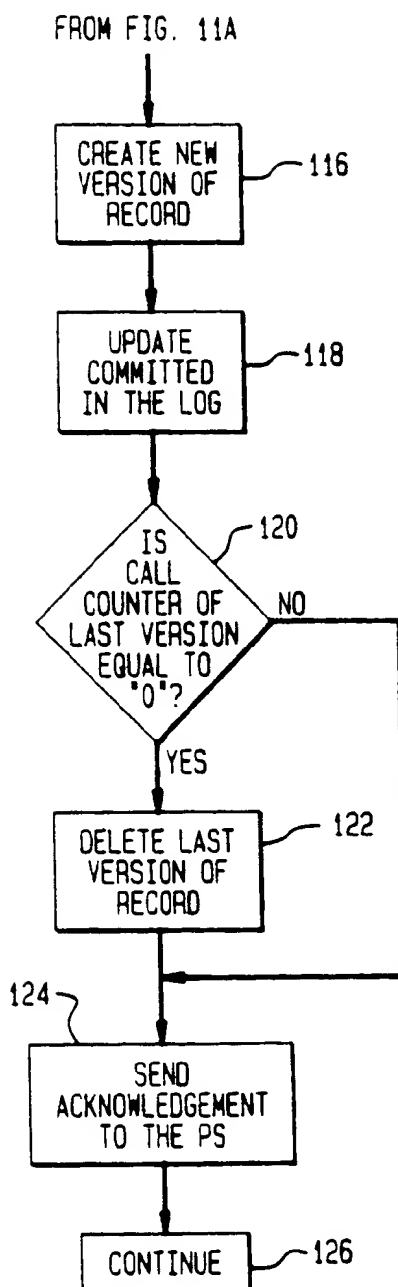 FROM FIG. 11A
CREATE NEW
VERSION OF
RECORD
116
UPDATE
COMMITTED
IN THE LOG
118
120
IS
CALL
COUNTER OF
LAST VERSION
EQUAL TO
"0"?
NO
YES
DELETE LAST
VERSION OF
RECORD
122
124
SEND
ACKNOWLEDGEMENT
TO THE PS
CONTINUE
126